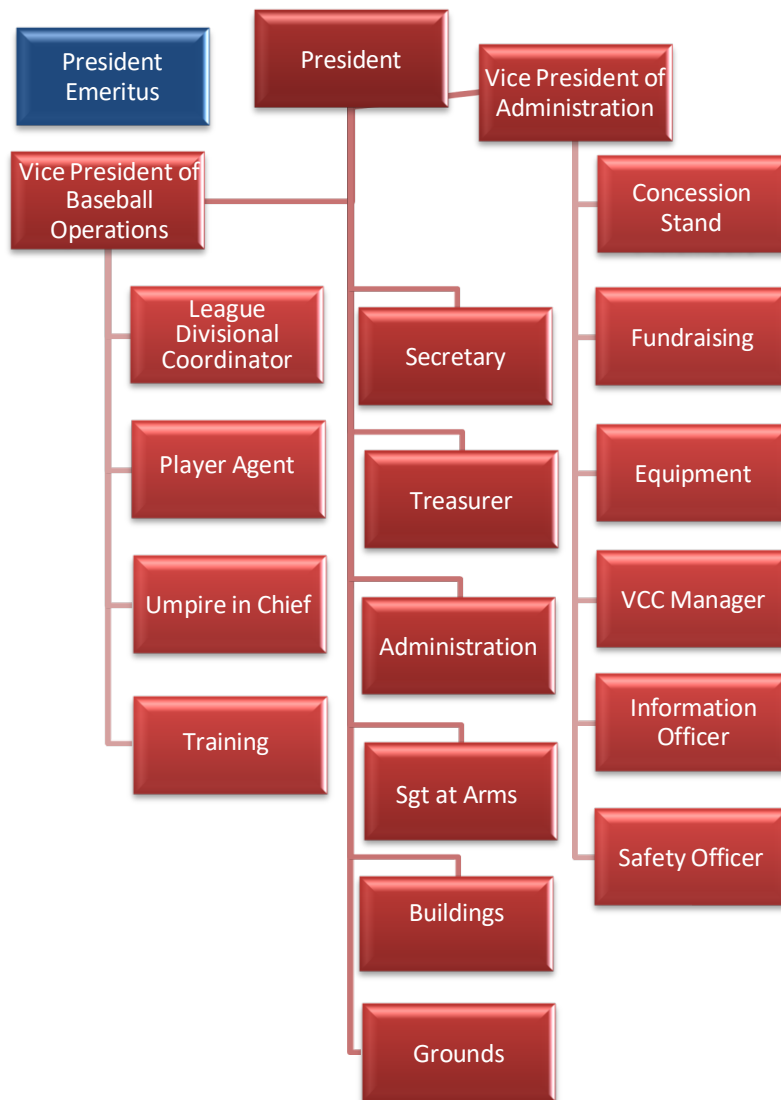 President
Emeritus
President
Vice President of
Administration
Vice President of
Baseball
Operations
Concession
Stand
League
Divisional
Coordinator
Secretary
Fundraising
Player Agent
Treasurer
Equipment
Umpire in Chief
Administration
VCC Manager
Training
Sgt at Arms
Information
Officer
Buildings
Safety Officer
Grounds